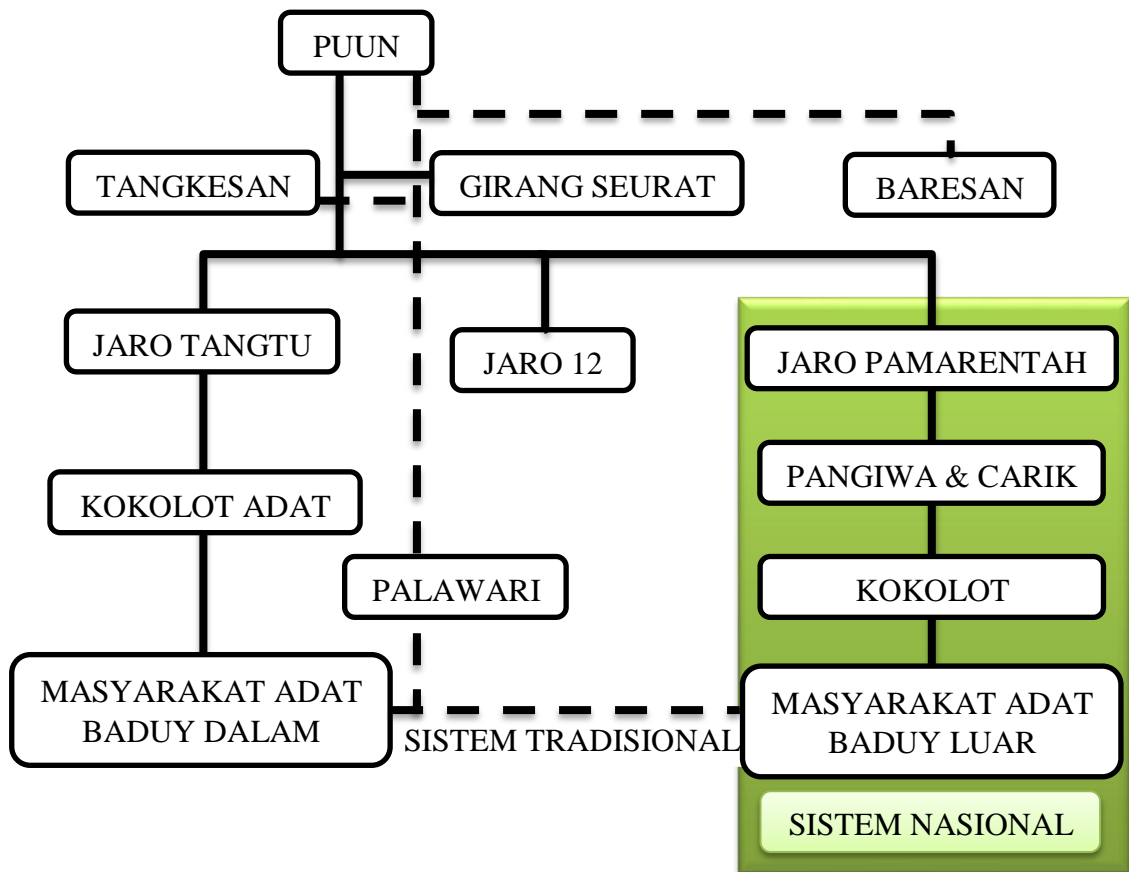 PUUN
TANGKESAN
GIRANG SEURAT
BARESAN
JARO TANGTU
JARO 12
JARO PAMARENTAH
KOKOLOT ADAT
PANGIWA & CARIK
PALAWARI
KOKOLOT
MASYARAKAT ADAT
BADUY DALAM
SISTEM TRADISIONAL
MASYARAKAT ADAT
BADUY LUAR
SISTEM NASIONAL